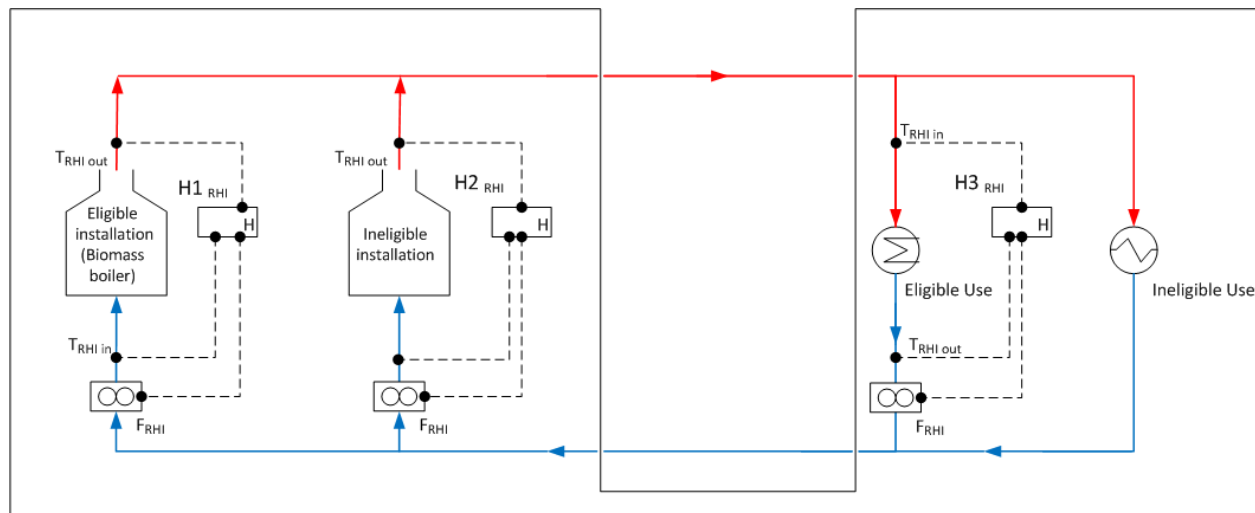 T RHI out
H1 RHI
H
Eligible
installation
(Biomass
boiler)
T RHI in
F RHI
T RHI out
H2 RHI
H
Ineligible
installation
F RHI
T RHI in
H3 RHI
H
Eligible Use
T RHI out
F RHI
Ineligible Use